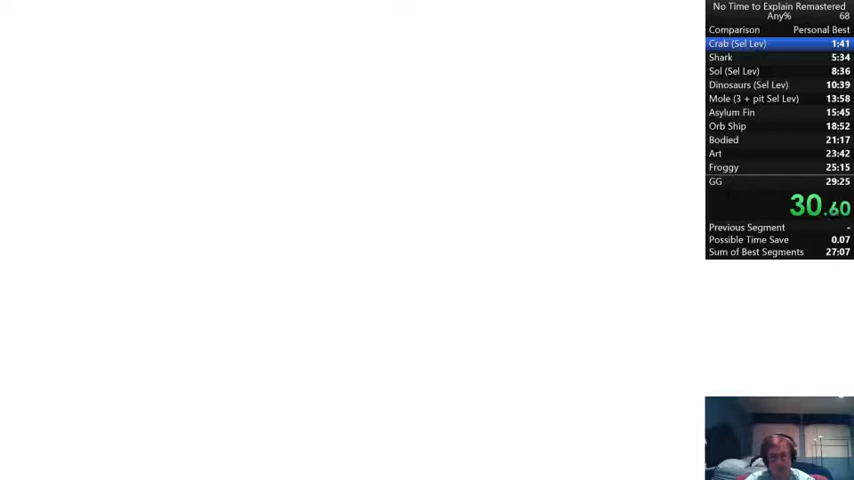 No Time to Explain Remastered
Any% 68
Comparison Personal Best
Crab (Sel Lev) 1:41
Shark 5:34
Sol (Sel Lev) 8:36
Dinosaurs (Sel Lev) 10:39
Mole (3 + pit Sel Lev) 13:58
Asylum Fin 15:45
Orb Ship 18:52
Bodied 21:17
Art 23:42
Froggy 25:15
GG 29:25
30.60
Previous Segment -
Possible Time Save 0.07
Sum of Best Segments 27:07